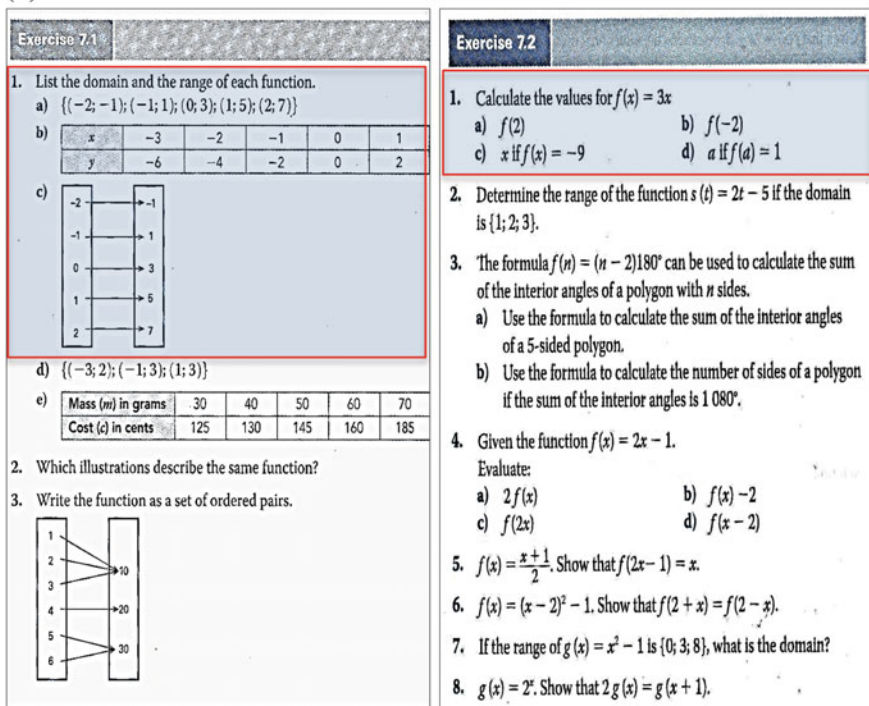 Exercise 7.1
1. List the domain and the range of each function.
a) {(−2; −1); (−1; 1); (0; 3); (1; 5); (2; 7)}
b) x −3 −2 −1 0 1
y −6 −4 −2 0 2
c)
-2 -1
-1 1
0 3
1 5
2 7
d) {(−3; 2); (−1; 3); (1; 3)}
e) Mass (m) in grams 30 40 50 60 70
Cost (c) in cents 125 130 145 160 185
2. Which illustrations describe the same function?
3. Write the function as a set of ordered pairs.
1
2
3 10
4 20
5
6 30
Exercise 7.2
1. Calculate the values for f(x) = 3x
a) f(2) b) f(−2)
c) x if f(x) = −9 d) a if f(a) = 1
2. Determine the range of the function s (t) = 2t − 5 if the domain
is {1; 2; 3}.
3. The formula f(n) = (n − 2)180° can be used to calculate the sum
of the interior angles of a polygon with n sides.
a) Use the formula to calculate the sum of the interior angles
of a 5-sided polygon.
b) Use the formula to calculate the number of sides of a polygon
if the sum of the interior angles is 1 080°.
4. Given the function f(x) = 2x − 1.
Evaluate:
a) 2f(x) b) f(x) −2
c) f(2x) d) f(x − 2)
5. f(x) = (x + 1)/2. Show that f(2x− 1) = x.
6. f(x) = (x − 2)² − 1. Show that f(2 + x) = f(2 − x).
7. If the range of g (x) = x² − 1 is {0; 3; 8}, what is the domain?
8. g(x) = 2ˣ. Show that 2 g (x) = g (x + 1).